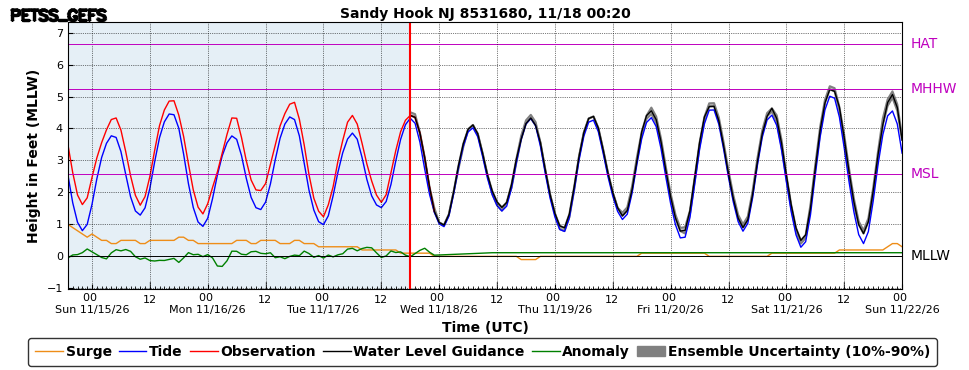 PETSS_GEFS
Sandy Hook NJ 8531680, 11/18 00:20
Height in Feet (MLLW)
7
6
5
4
3
2
1
0
−1
HAT
MHHW
MSL
MLLW
00 12 00 12 00 12 00 12 00 12 00 12 00 12 00
Sun 11/15/26 Mon 11/16/26 Tue 11/17/26 Wed 11/18/26 Thu 11/19/26 Fri 11/20/26 Sat 11/21/26 Sun 11/22/26
Time (UTC)
Surge Tide Observation Water Level Guidance Anomaly Ensemble Uncertainty (10%-90%)